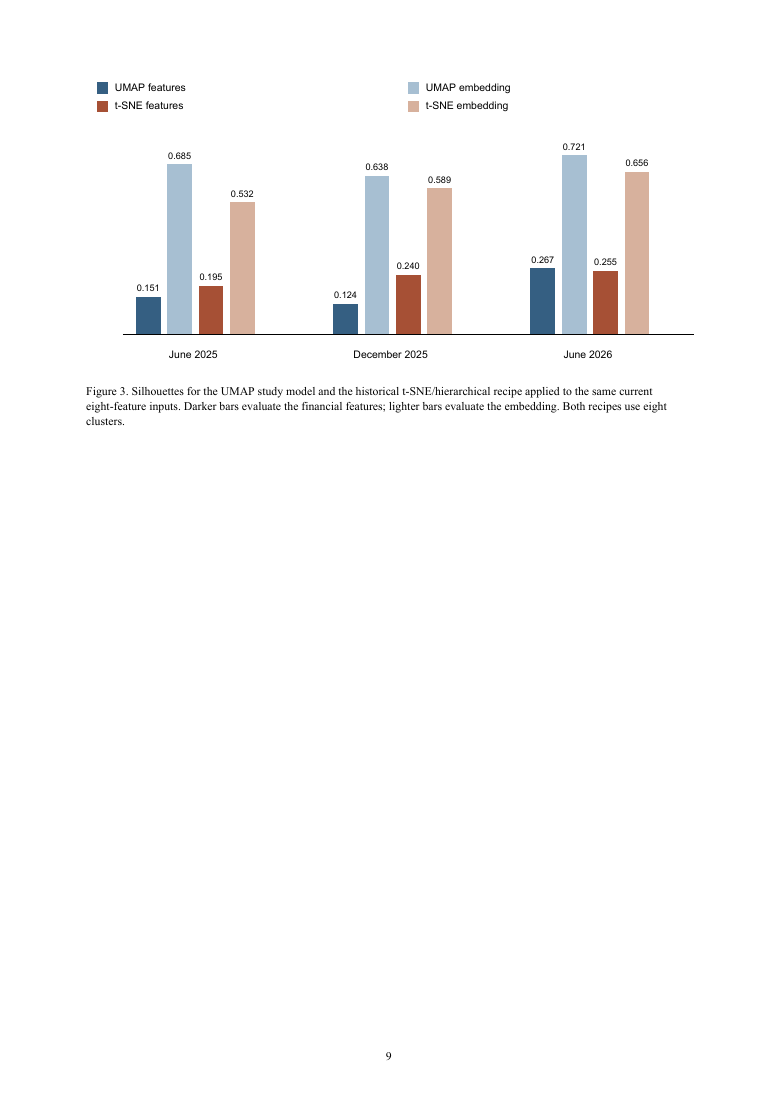 UMAP features
UMAP embedding
t-SNE features
t-SNE embedding
0.151
0.685
0.195
0.532
0.124
0.638
0.240
0.589
0.267
0.721
0.255
0.656
June 2025
December 2025
June 2026
Figure 3. Silhouettes for the UMAP study model and the historical t-SNE/hierarchical recipe applied to the same current
eight-feature inputs. Darker bars evaluate the financial features; lighter bars evaluate the embedding. Both recipes use eight
clusters.
9